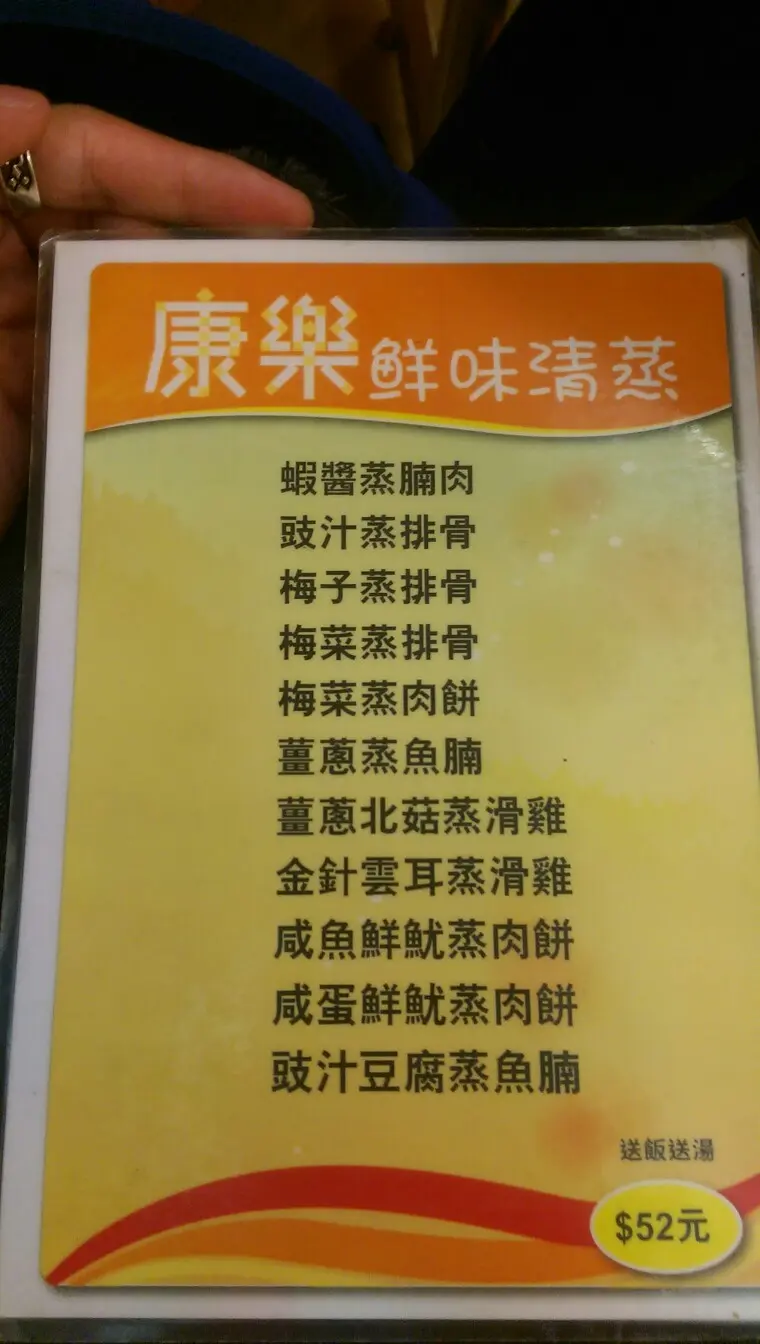 康樂鮮味清蒸
蝦醬蒸腩肉
豉汁蒸排骨
梅子蒸排骨
梅菜蒸排骨
梅菜蒸肉餅
薑蔥蒸魚腩
薑蔥北菇蒸滑雞
金針雲耳蒸滑雞
咸魚鮮魷蒸肉餅
咸蛋鮮魷蒸肉餅
豉汁豆腐蒸魚腩
送飯送湯
$52元